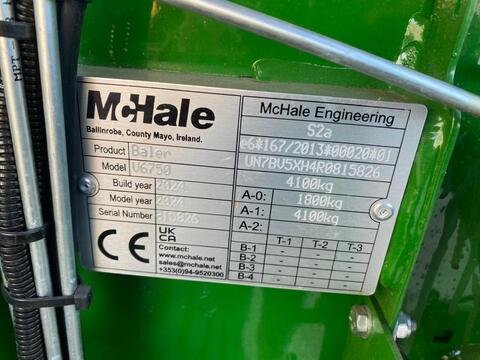 McHale
Ballinrobe, County Mayo, Ireland.
Product Baler
Model V6750
Build year 2024
Model year 2024
Serial Number 815826
CE
UK
CA
Contact:
www.mchale.net
sales@mchale.net
+353(0)94-9520300
McHale Engineering
S2a
e6*167/2013*00020*01
UN7BU5XH4R0815826
4100kg
A-0: 1800kg
A-1: 4100kg
A-2: -
T-1 T-2 T-3
B-1 - - -
B-2 - - -
B-3 - - -
B-4 - - -